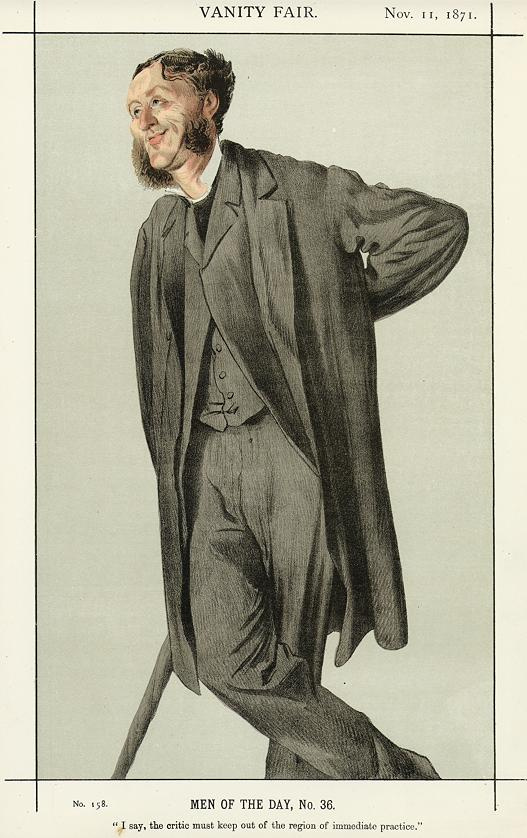 VANITY FAIR. Nov. 11, 1871.
No. 158. MEN OF THE DAY, No. 36.
“I say, the critic must keep out of the region of immediate practice.”